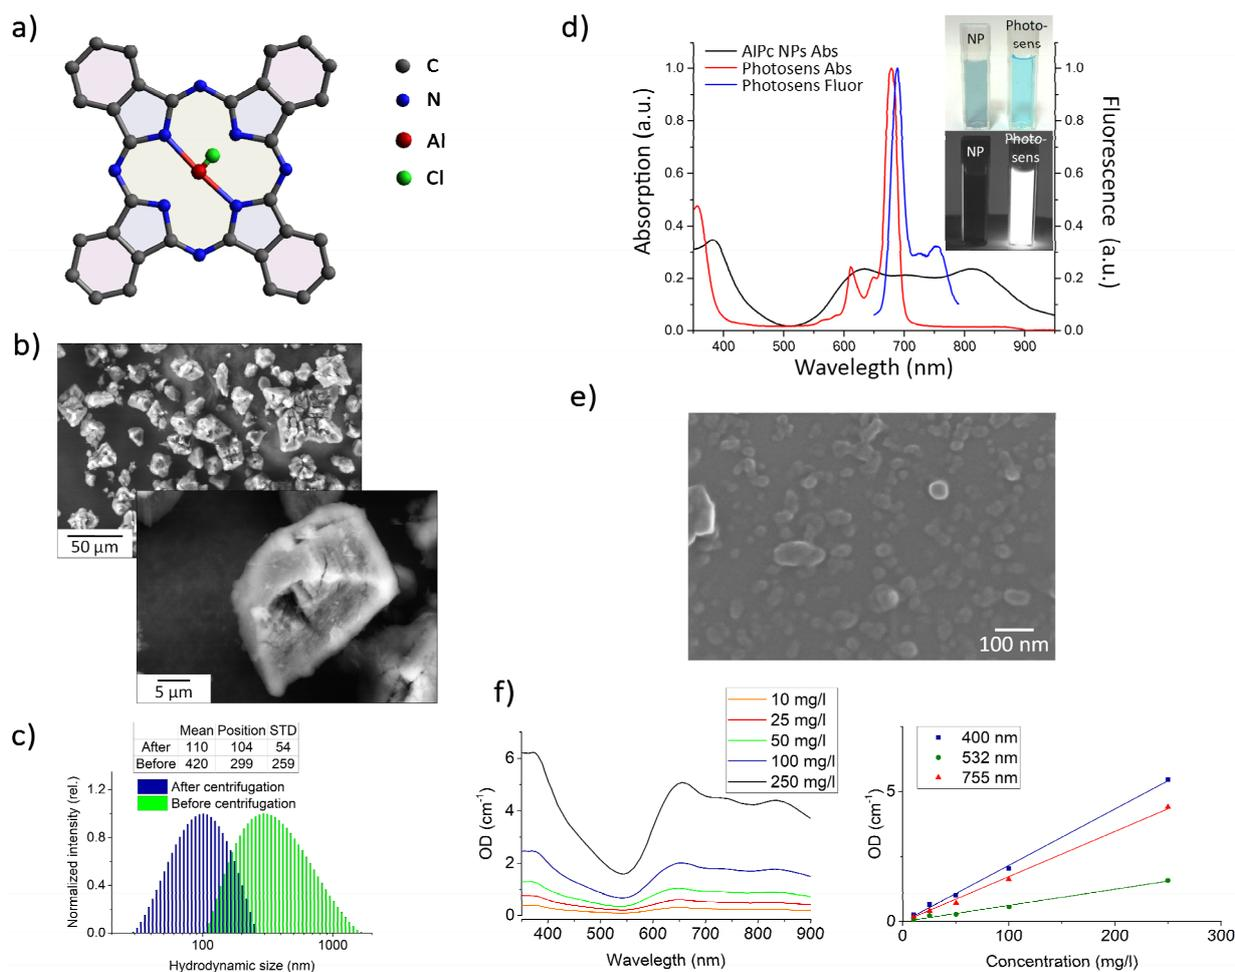 a)
C
N
Al
Cl
b)
50 μm
5 μm
c)
Mean Position STD
After 110 104 54
Before 420 299 259
After centrifugation
Before centrifugation
Normalized intensity (rel.)
1.2
0.8
0.4
0.0
100 1000
Hydrodynamic size (nm)
d)
AlPc NPs Abs
Photosens Abs
Photosens Fluor
NP
Photo-
sens
NP
Photo-
sens
Absorption (a.u.)
1.0
0.8
0.6
0.4
0.2
0.0
Fluorescence (a.u.)
1.0
0.8
0.6
0.4
0.2
0.0
400 500 600 700 800 900
Wavelegth (nm)
e)
100 nm
f)
10 mg/l
25 mg/l
50 mg/l
100 mg/l
250 mg/l
OD (cm⁻¹)
6
4
2
0
400 500 600 700 800 900
Wavelegth (nm)
400 nm
532 nm
755 nm
OD (cm⁻¹)
5
0
0 100 200 300
Concentration (mg/l)